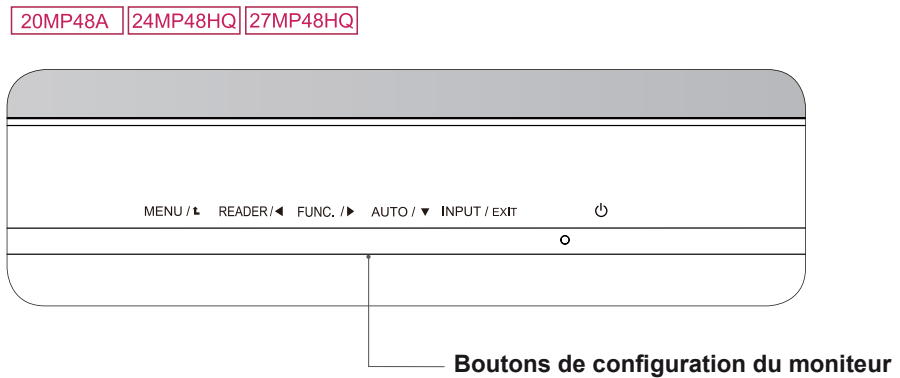 20MP48A 24MP48HQ 27MP48HQ
MENU / ⮤ READER/◀ FUNC. /▶ AUTO / ▼ INPUT / EXIT ⏻
Boutons de configuration du moniteur